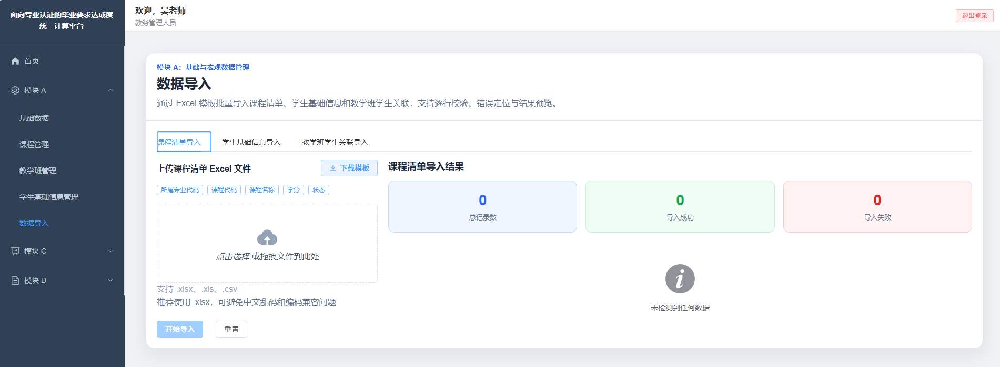 面向专业认证的毕业要求达成度
统一计算平台
首页
模块 A
基础数据
课程管理
教学班管理
学生基础信息管理
数据导入
模块 C
模块 D
欢迎，吴老师
教务管理人员
退出登录
模块 A：基础与宏观数据管理
数据导入
通过 Excel 模板批量导入课程清单、学生基础信息和教学班学生关联，支持逐行校验、错误定位与结果预览。
课程清单导入 学生基础信息导入 教学班学生关联导入
上传课程清单 Excel 文件
下载模板
所属专业代码 课程代码 课程名称 学分 状态
点击选择 或拖拽文件到此处
支持 .xlsx、.xls、.csv
推荐使用 .xlsx，可避免中文乱码和编码兼容问题
开始导入 重置
课程清单导入结果
0
总记录数
0
导入成功
0
导入失败
未检测到任何数据